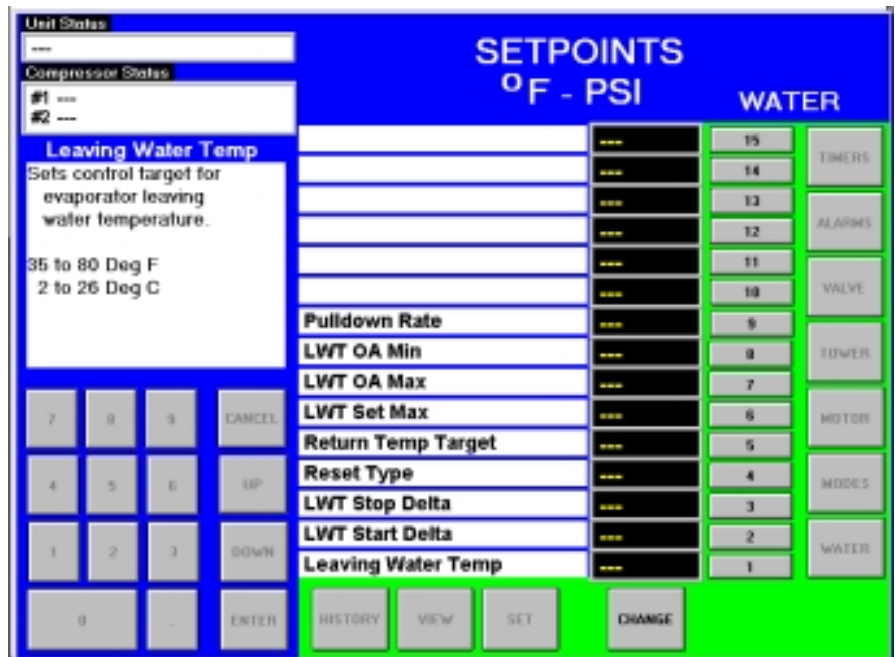 Unit Status
---
Compressor Status
#1 ---
#2 ---
Leaving Water Temp
Sets control target for
evaporator leaving
water temperature.
35 to 80 Deg F
2 to 26 Deg C
7 8 9 CANCEL
4 5 6 UP
1 2 3 DOWN
0 . ENTER
SETPOINTS
°F - PSI
WATER
--- 15
--- 14
--- 13
--- 12
--- 11
--- 10
Pulldown Rate --- 9
LWT OA Min --- 8
LWT OA Max --- 7
LWT Set Max --- 6
Return Temp Target --- 5
Reset Type --- 4
LWT Stop Delta --- 3
LWT Start Delta --- 2
Leaving Water Temp --- 1
TIMERS
ALARMS
VALVE
TOWER
MOTOR
MODES
WATER
HISTORY VIEW SET CHANGE